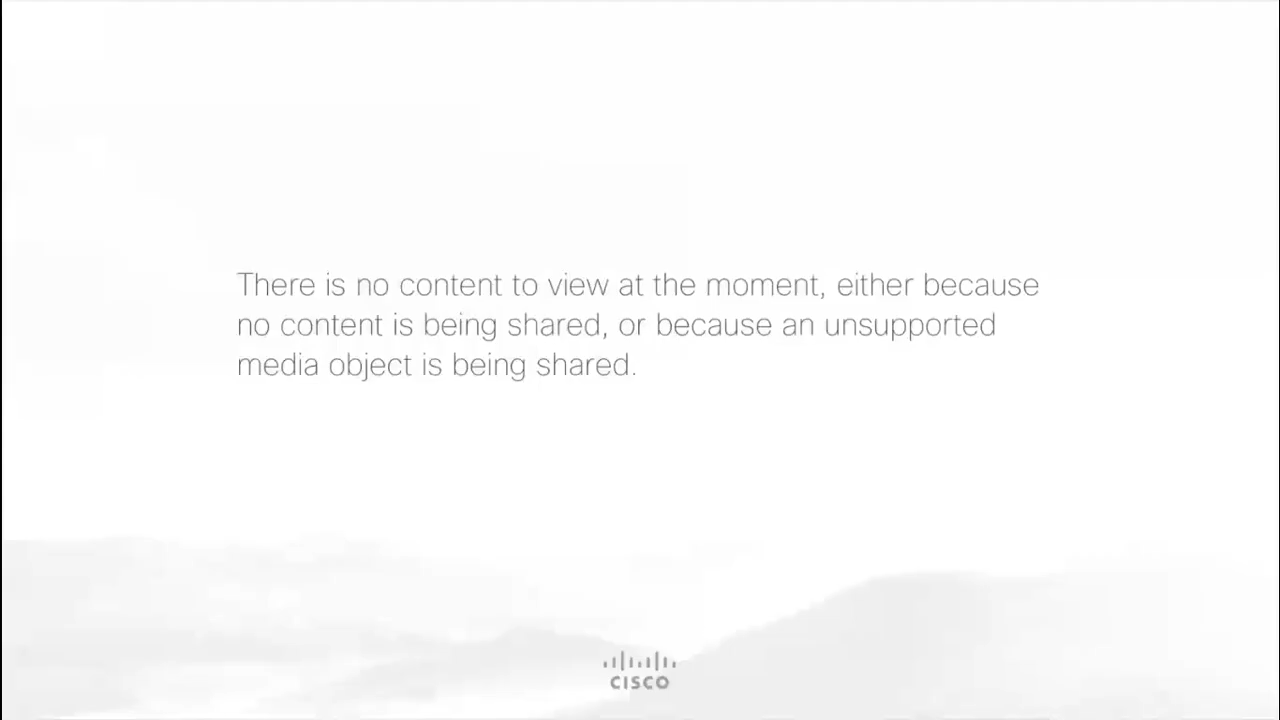 There is no content to view at the moment, either because
no content is being shared, or because an unsupported
media object is being shared.
CISCO